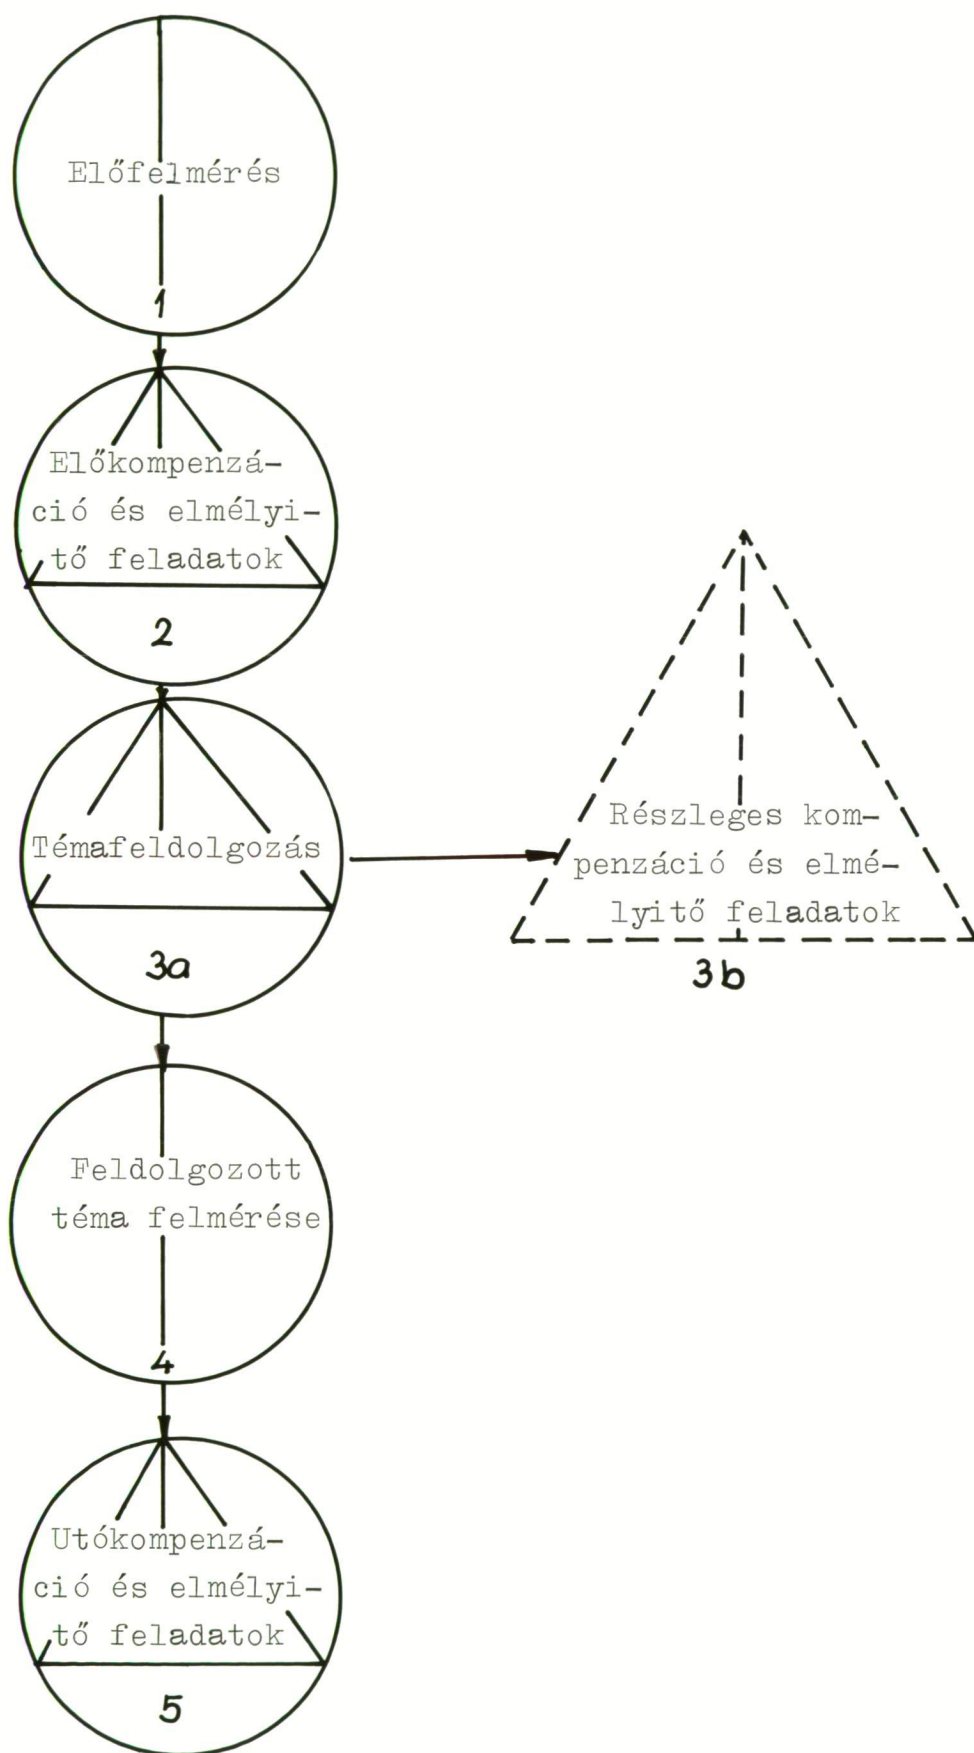 Előfelmérés
1
Előkompenzá-
ció és elmélyi-
tő feladatok
2
Témafeldolgozás
3a
Részleges kom-
penzáció és elmé-
lyitő feladatok
3b
Feldolgozott
téma felmérése
4
Utókompenzá-
ció és elmélyi-
tő feladatok
5